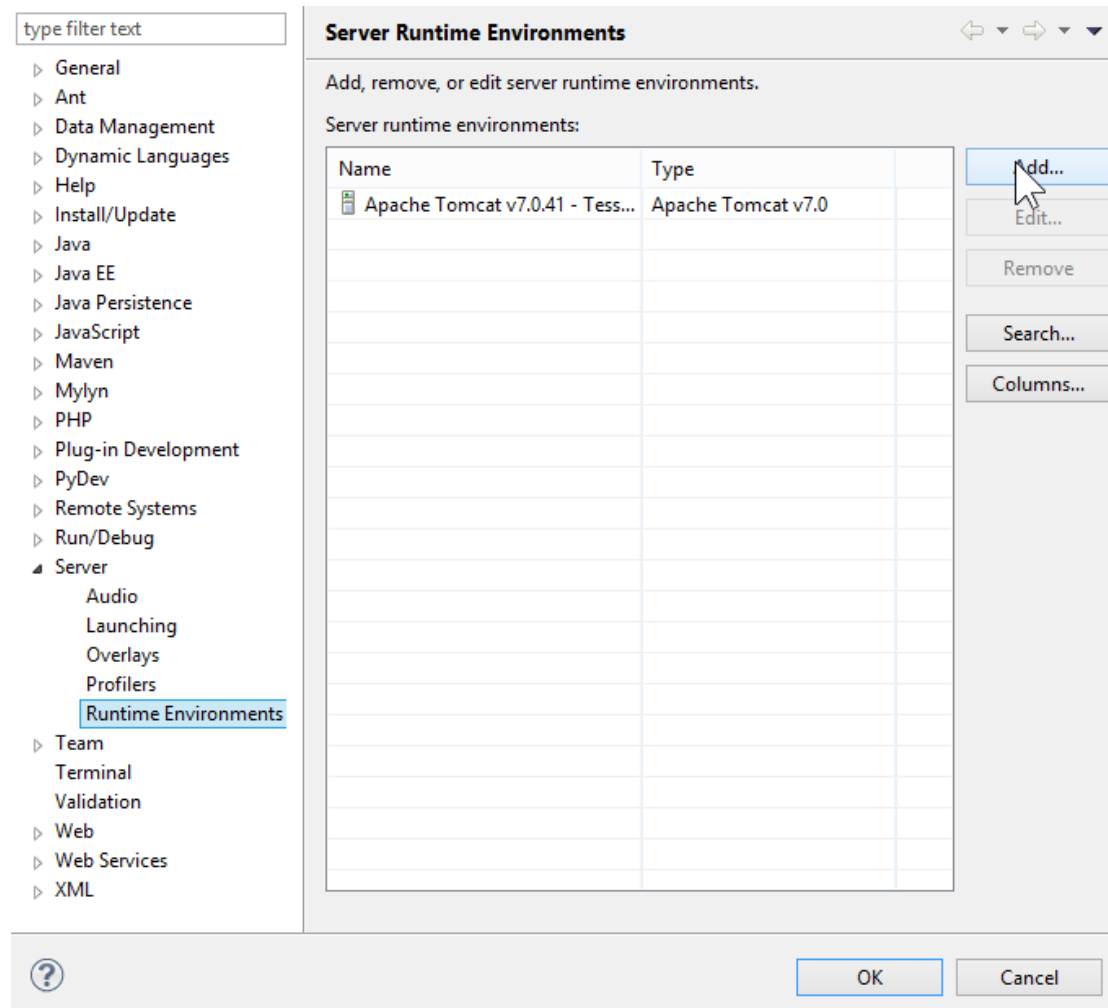 type filter text
General
Ant
Data Management
Dynamic Languages
Help
Install/Update
Java
Java EE
Java Persistence
JavaScript
Maven
Mylyn
PHP
Plug-in Development
PyDev
Remote Systems
Run/Debug
Server
Audio
Launching
Overlays
Profilers
Runtime Environments
Team
Terminal
Validation
Web
Web Services
XML
Server Runtime Environments
Add, remove, or edit server runtime environments.
Server runtime environments:
Name Type
Apache Tomcat v7.0.41 - Tess... Apache Tomcat v7.0
Add...
Edit...
Remove
Search...
Columns...
OK Cancel